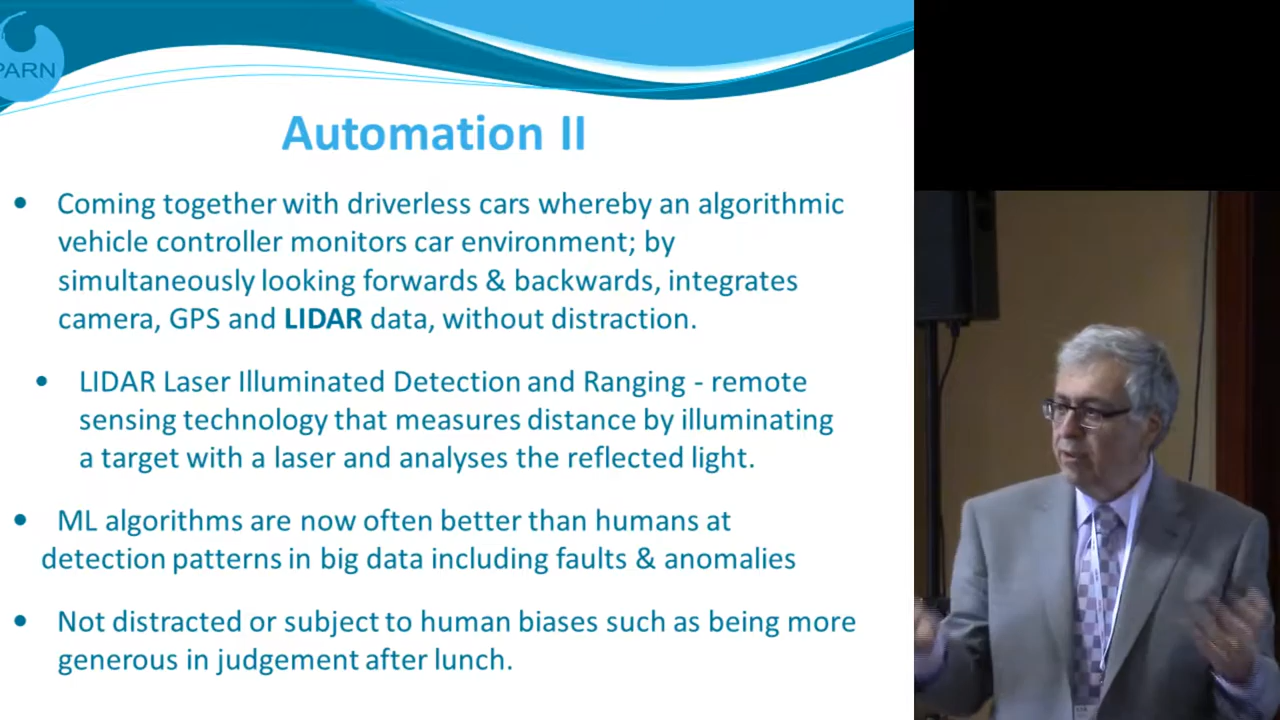 PARN
Automation II
• Coming together with driverless cars whereby an algorithmic
vehicle controller monitors car environment; by
simultaneously looking forwards & backwards, integrates
camera, GPS and LIDAR data, without distraction.
• LIDAR Laser Illuminated Detection and Ranging - remote
sensing technology that measures distance by illuminating
a target with a laser and analyses the reflected light.
• ML algorithms are now often better than humans at
detection patterns in big data including faults & anomalies
• Not distracted or subject to human biases such as being more
generous in judgement after lunch.